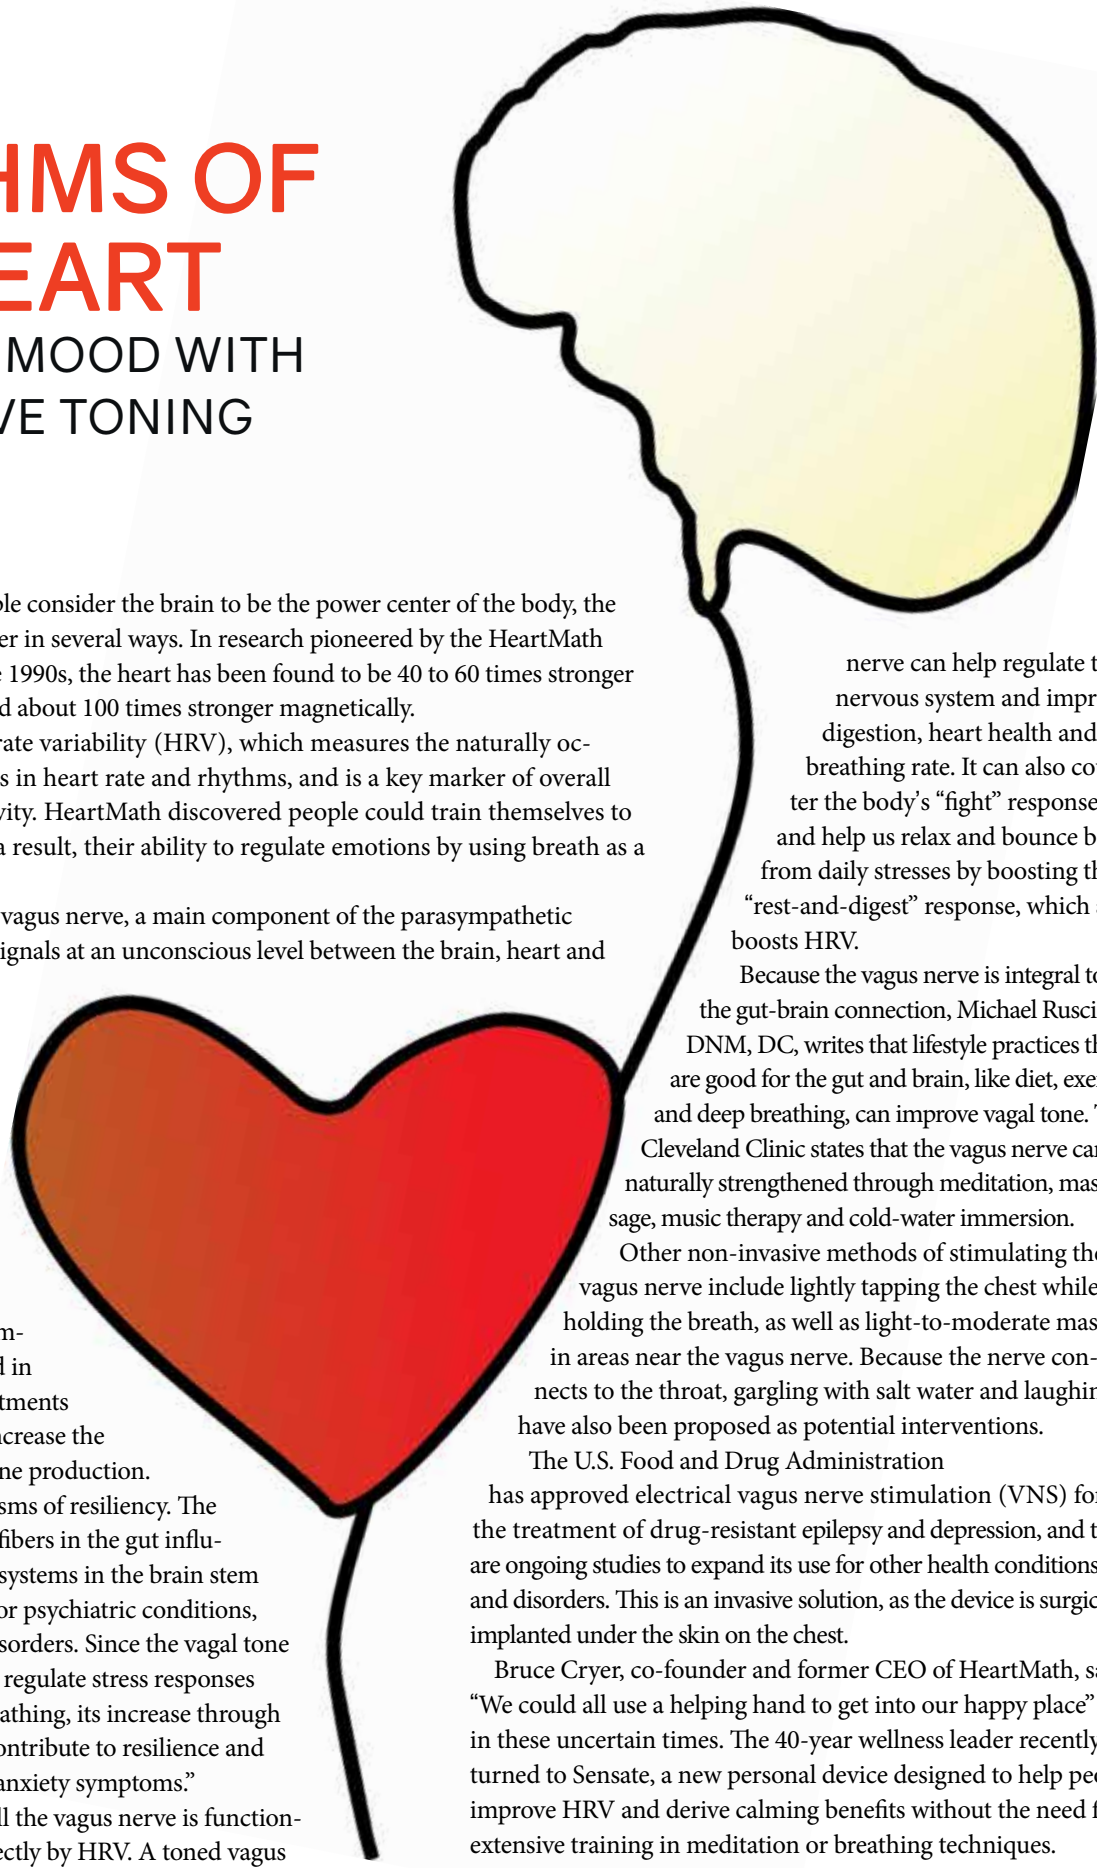 HMS OF
EART
MOOD WITH
VE TONING
ple consider the brain to be the power center of the body, the
er in several ways. In research pioneered by the HeartMath
e 1990s, the heart has been found to be 40 to 60 times stronger
d about 100 times stronger magnetically.
rate variability (HRV), which measures the naturally oc-
s in heart rate and rhythms, and is a key marker of overall
vity. HeartMath discovered people could train themselves to
a result, their ability to regulate emotions by using breath as a
vagus nerve, a main component of the parasympathetic
ignals at an unconscious level between the brain, heart and
m-
d in
tments
ncrease the
ne production.
sms of resiliency. The
fibers in the gut influ-
systems in the brain stem
or psychiatric conditions,
sorders. Since the vagal tone
regulate stress responses
athing, its increase through
ontribute to resilience and
anxiety symptoms.”
ll the vagus nerve is function-
ectly by HRV. A toned vagus
nerve can help regulate t
nervous system and impr
digestion, heart health and
breathing rate. It can also co
ter the body’s “fight” response
and help us relax and bounce b
from daily stresses by boosting th
“rest-and-digest” response, which a
boosts HRV.
Because the vagus nerve is integral to
the gut-brain connection, Michael Rusci
DNM, DC, writes that lifestyle practices th
are good for the gut and brain, like diet, exer
and deep breathing, can improve vagal tone. T
Cleveland Clinic states that the vagus nerve can
naturally strengthened through meditation, mas
sage, music therapy and cold-water immersion.
Other non-invasive methods of stimulating the
vagus nerve include lightly tapping the chest while
holding the breath, as well as light-to-moderate mas
in areas near the vagus nerve. Because the nerve con-
nects to the throat, gargling with salt water and laughin
have also been proposed as potential interventions.
The U.S. Food and Drug Administration
has approved electrical vagus nerve stimulation (VNS) for
the treatment of drug-resistant epilepsy and depression, and t
are ongoing studies to expand its use for other health conditions
and disorders. This is an invasive solution, as the device is surgic
implanted under the skin on the chest.
Bruce Cryer, co-founder and former CEO of HeartMath, sa
“We could all use a helping hand to get into our happy place”
in these uncertain times. The 40-year wellness leader recently
turned to Sensate, a new personal device designed to help peo
improve HRV and derive calming benefits without the need f
extensive training in meditation or breathing techniques.